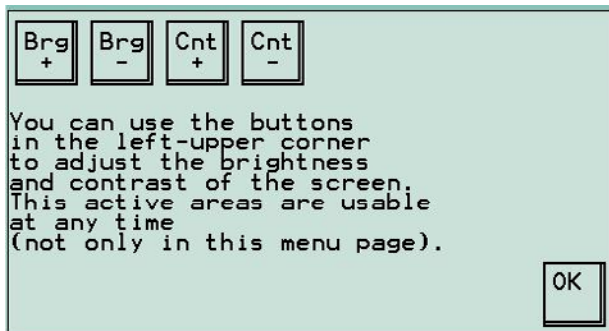 Brg Brg Cnt Cnt
+ - + -
You can use the buttons
in the left-upper corner
to adjust the brightness
and contrast of the screen.
This active areas are usable
at any time
(not only in this menu page).
OK